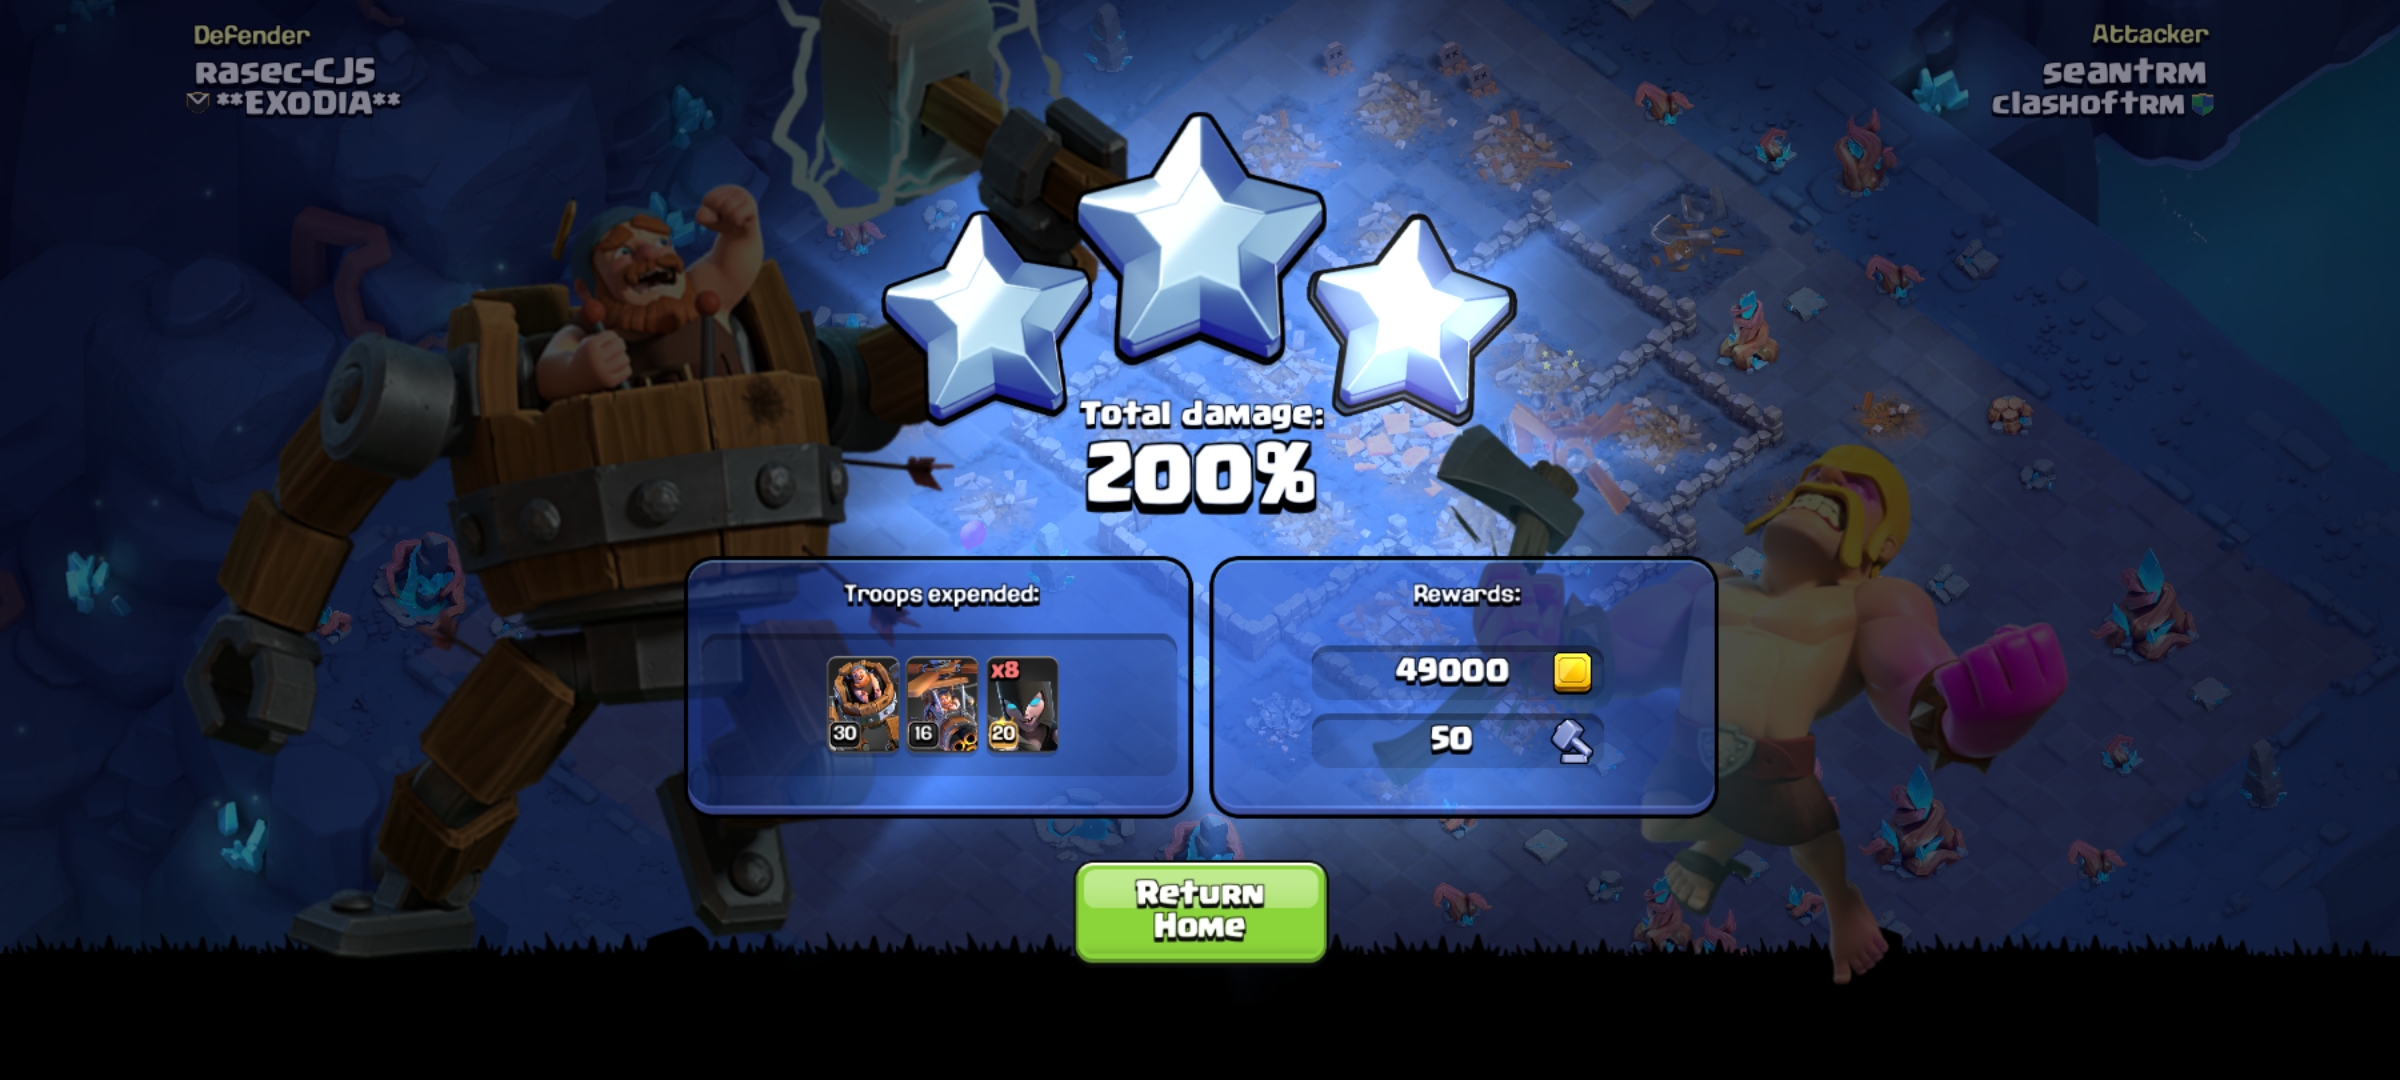 Defender
Rasec-CJ5
**EXODIA**
Attacker
seantRM
clashoftRM
Total damage:
200%
Troops expended:
x8
30
16
20
Rewards:
49000
50
Return
Home